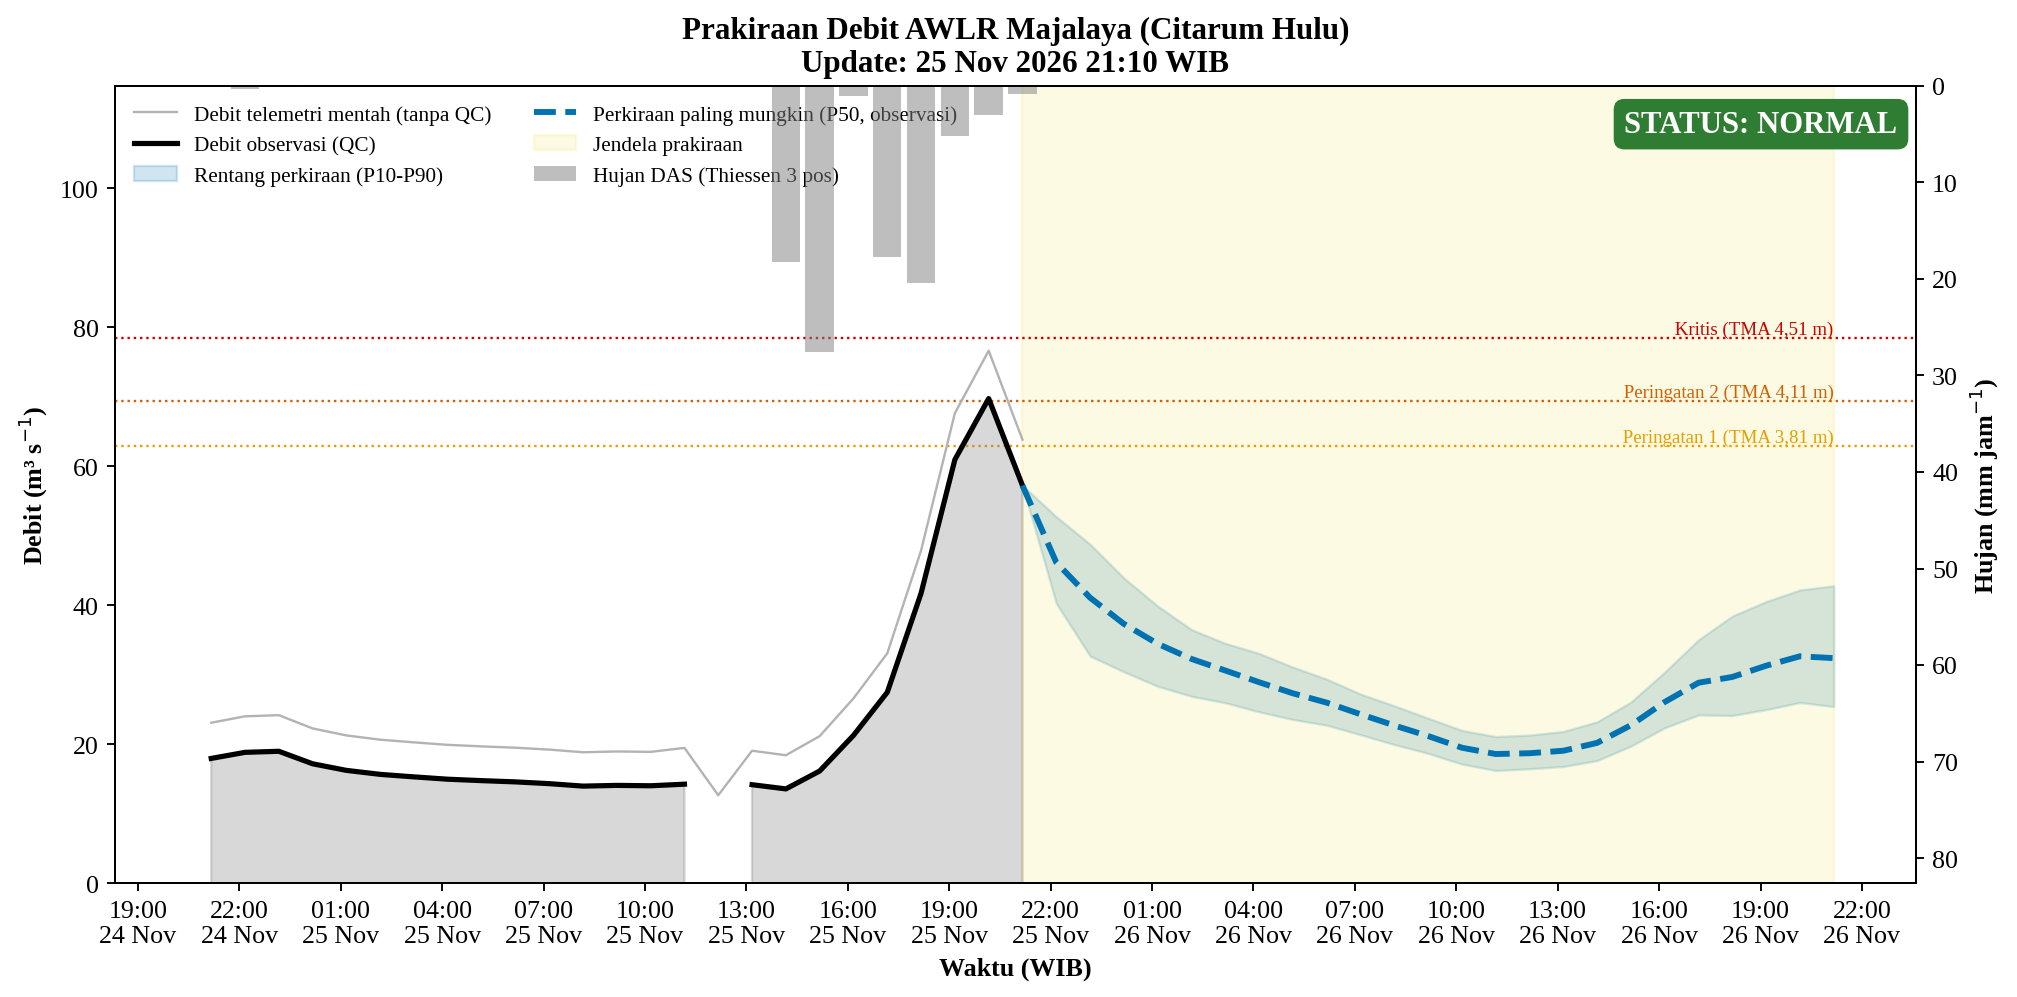 Prakiraan Debit AWLR Majalaya (Citarum Hulu)
Update: 25 Nov 2026 21:10 WIB
Debit telemetri mentah (tanpa QC)
Debit observasi (QC)
Rentang perkiraan (P10-P90)
Perkiraan paling mungkin (P50, observasi)
Jendela prakiraan
Hujan DAS (Thiessen 3 pos)
STATUS: NORMAL
Kritis (TMA 4,51 m)
Peringatan 2 (TMA 4,11 m)
Peringatan 1 (TMA 3,81 m)
Debit (m³ s⁻¹)
100
80
60
40
20
0
0
10
20
30
40
50
60
70
80
Hujan (mm jam⁻¹)
19:00 22:00 01:00 04:00 07:00 10:00 13:00 16:00 19:00 22:00 01:00 04:00 07:00 10:00 13:00 16:00 19:00 22:00
24 Nov 24 Nov 25 Nov 25 Nov 25 Nov 25 Nov 25 Nov 25 Nov 25 Nov 25 Nov 26 Nov 26 Nov 26 Nov 26 Nov 26 Nov 26 Nov 26 Nov 26 Nov
Waktu (WIB)